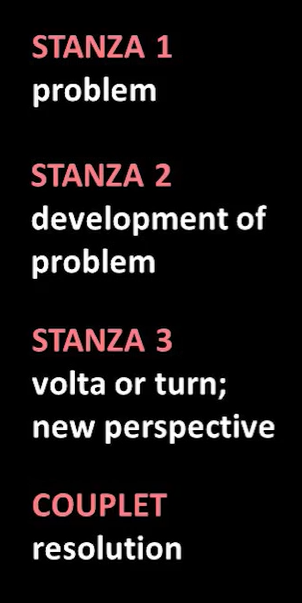 STANZA 1
problem
STANZA 2
development of
problem
STANZA 3
volta or turn;
new perspective
COUPLET
resolution